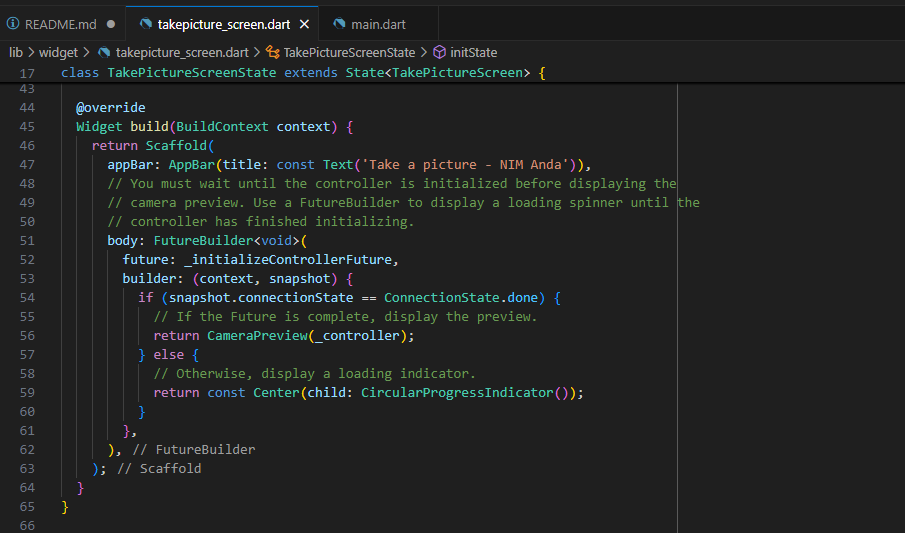 README.md ● takepicture_screen.dart × main.dart
lib > widget > takepicture_screen.dart > TakePictureScreenState > initState
17 class TakePictureScreenState extends State<TakePictureScreen> {
43
44 @override
45 Widget build(BuildContext context) {
46 return Scaffold(
47 appBar: AppBar(title: const Text('Take a picture - NIM Anda')),
48 // You must wait until the controller is initialized before displaying the
49 // camera preview. Use a FutureBuilder to display a loading spinner until the
50 // controller has finished initializing.
51 body: FutureBuilder<void>(
52 future: _initializeControllerFuture,
53 builder: (context, snapshot) {
54 if (snapshot.connectionState == ConnectionState.done) {
55 // If the Future is complete, display the preview.
56 return CameraPreview(_controller);
57 } else {
58 // Otherwise, display a loading indicator.
59 return const Center(child: CircularProgressIndicator());
60 }
61 },
62 ), // FutureBuilder
63 ); // Scaffold
64 }
65 }
66